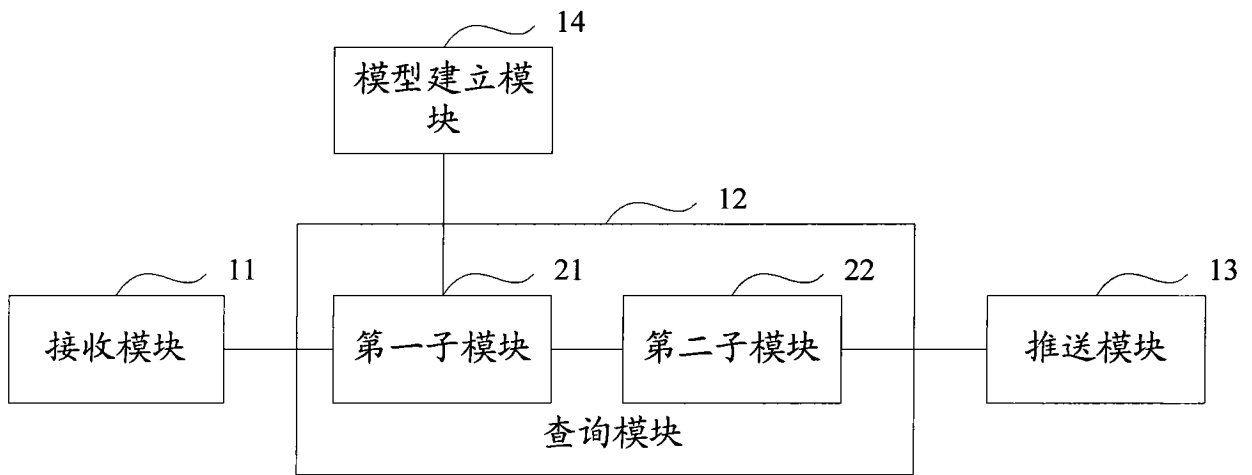 14
模型建立模
块
12
11
21
22
13
接收模块
第一子模块
第二子模块
推送模块
查询模块